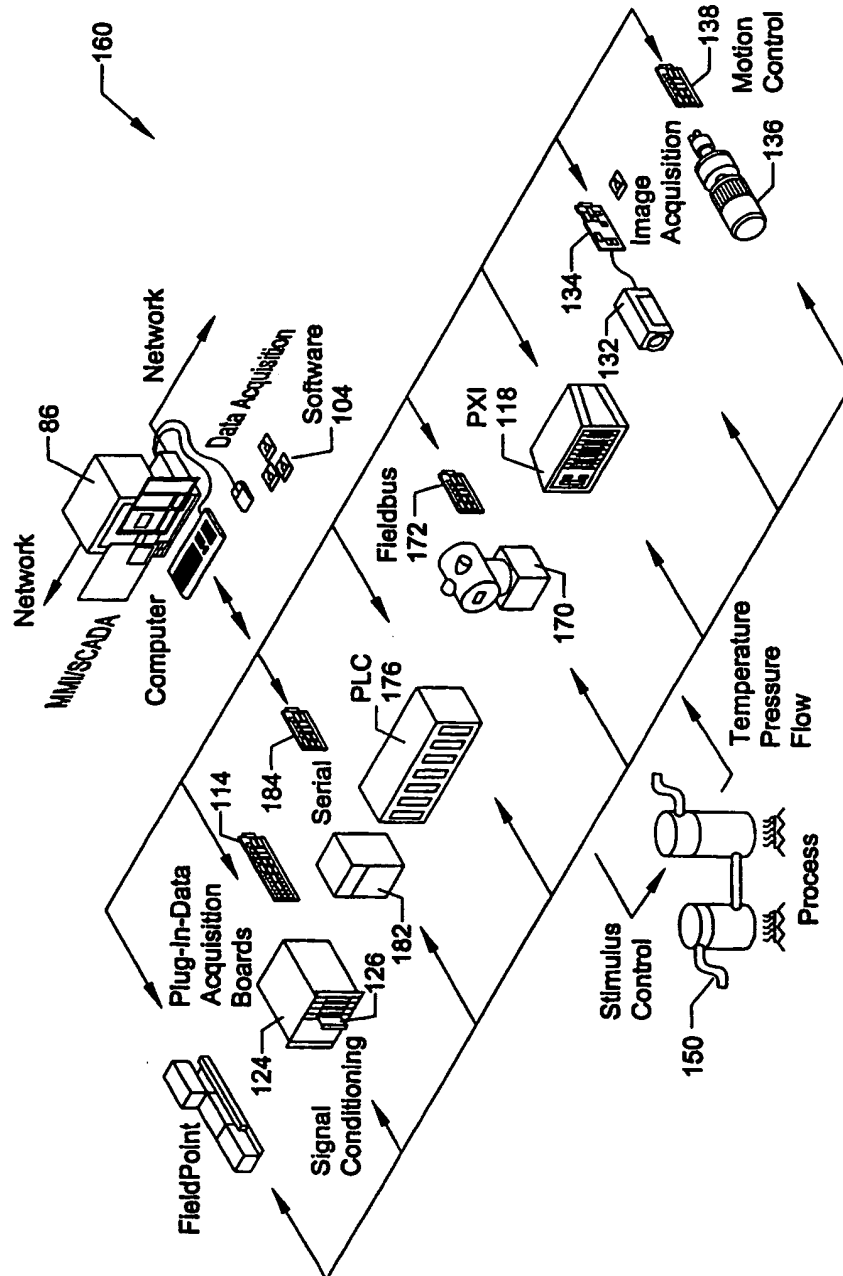 160
86
Network
Network
MMI/SCADA
Computer
Data Acquisition
Software
104
FieldPoint
Plug-In-Data
Acquisition
Boards
114
124
126
Signal
Conditioning
184
Serial
182
PLC
176
Fieldbus
172
170
PXI
118
134
132
Image
Acquisition
138
Motion
Control
136
Stimulus
Control
150
Process
Temperature
Pressure
Flow